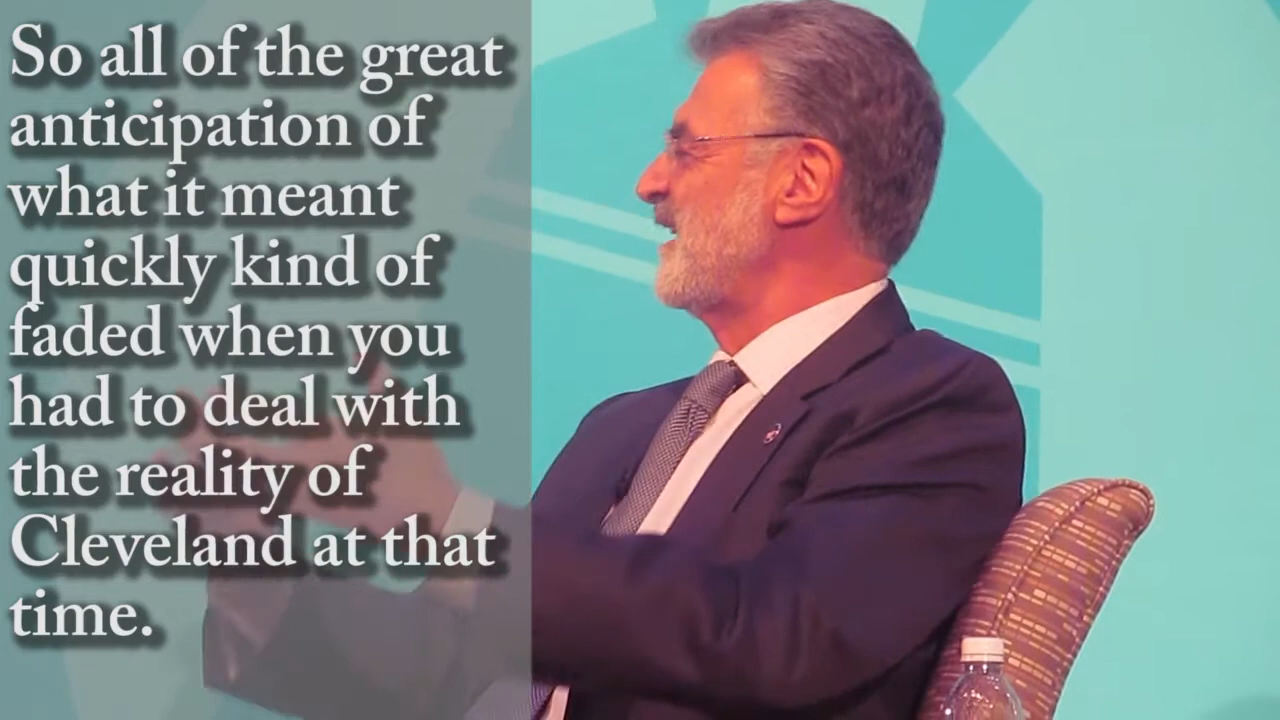 So all of the great
anticipation of
what it meant
quickly kind of
faded when you
had to deal with
the reality of
Cleveland at that
time.